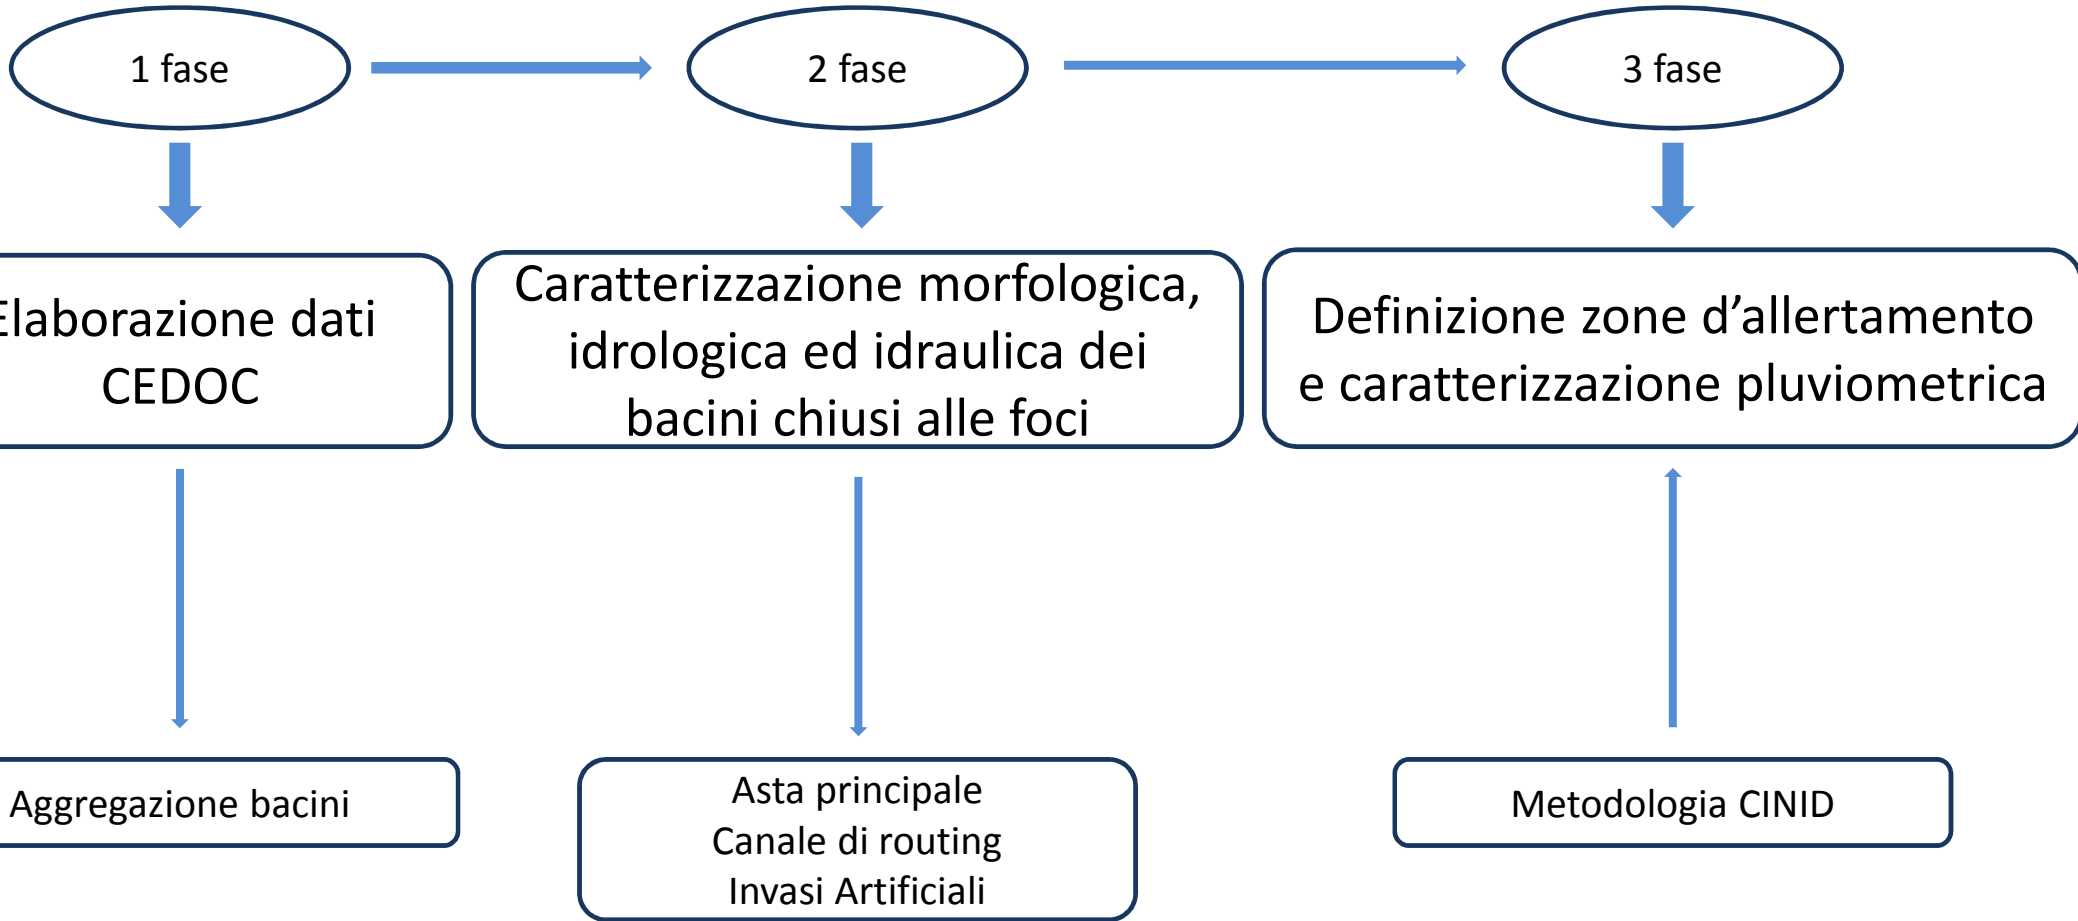 1 fase
2 fase
3 fase
Elaborazione dati
CEDOC
Caratterizzazione morfologica,
idrologica ed idraulica dei
bacini chiusi alle foci
Definizione zone d’allertamento
e caratterizzazione pluviometrica
Aggregazione bacini
Asta principale
Canale di routing
Invasi Artificiali
Metodologia CINID